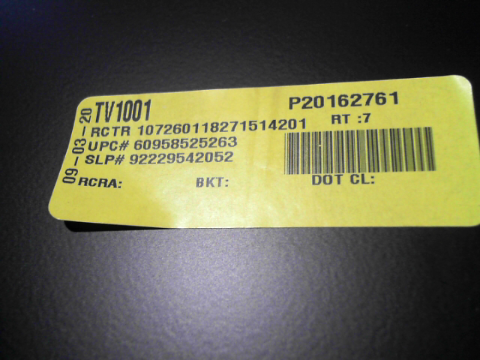 09-03-20
TV1001 P20162761
RCTR 107260118271514201 RT :7
UPC# 60958525263
SLP# 92229542052
RCRA: BKT: DOT CL: